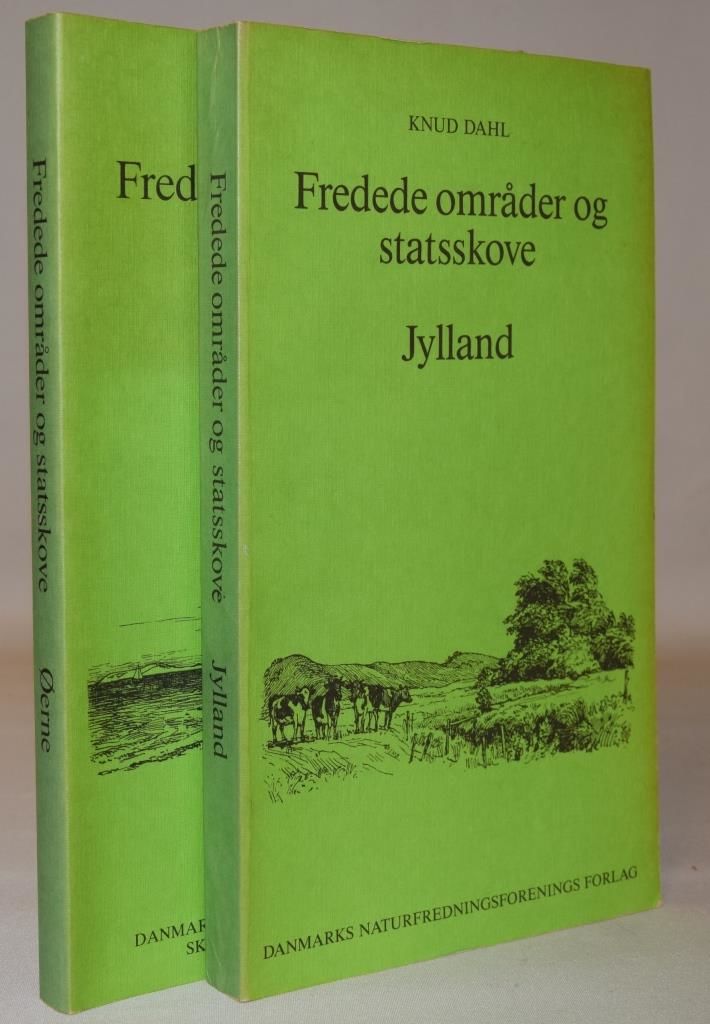 Fredede områder og statsskove Øerne
Fred
DANMAR
SK
Fredede områder og statsskove Jylland
KNUD DAHL
Fredede områder og
statsskove
Jylland
DANMARKS NATURFREDNINGSFORENINGS FORLAG